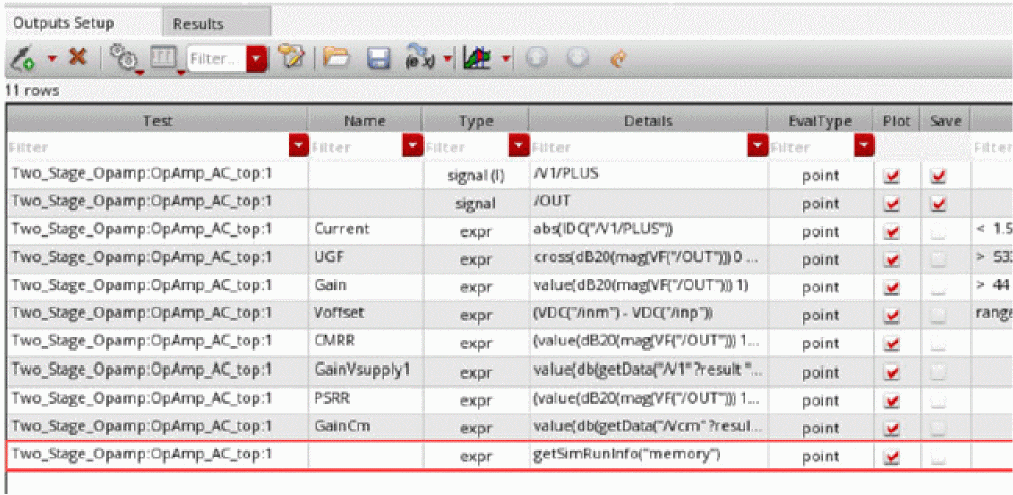 Outputs Setup Results
Filter..
11 rows
Test Name Type Details EvalType Plot Save
Filter Filter Filter Filter Filter Filter
Two_Stage_Opamp:OpAmp_AC_top:1 signal (I) /V1/PLUS point
Two_Stage_Opamp:OpAmp_AC_top:1 signal /OUT point
Two_Stage_Opamp:OpAmp_AC_top:1 Current expr abs(IDC("/V1/PLUS")) point < 1.5
Two_Stage_Opamp:OpAmp_AC_top:1 UGF expr cross(dB20(mag(VF("/OUT"))) 0 ... point > 533
Two_Stage_Opamp:OpAmp_AC_top:1 Gain expr value(dB20(mag(VF("/OUT"))) 1) point > 44
Two_Stage_Opamp:OpAmp_AC_top:1 Voffset expr (VDC("/inm") - VDC("/inp")) point range
Two_Stage_Opamp:OpAmp_AC_top:1 CMRR expr (value(dB20(mag(VF("/OUT"))) 1... point
Two_Stage_Opamp:OpAmp_AC_top:1 GainVsupply1 expr value(db(getData("/V1" ?result "... point
Two_Stage_Opamp:OpAmp_AC_top:1 PSRR expr (value(dB20(mag(VF("/OUT"))) 1... point
Two_Stage_Opamp:OpAmp_AC_top:1 GainCm expr value(db(getData("/Vcm" ?resul... point
Two_Stage_Opamp:OpAmp_AC_top:1 expr getSimRunInfo("memory") point